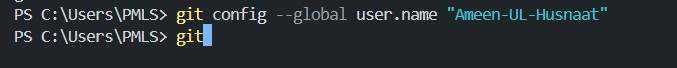 PS C:\Users\PMLS> git config --global user.name "Ameen-UL-Husnaat"
PS C:\Users\PMLS> git